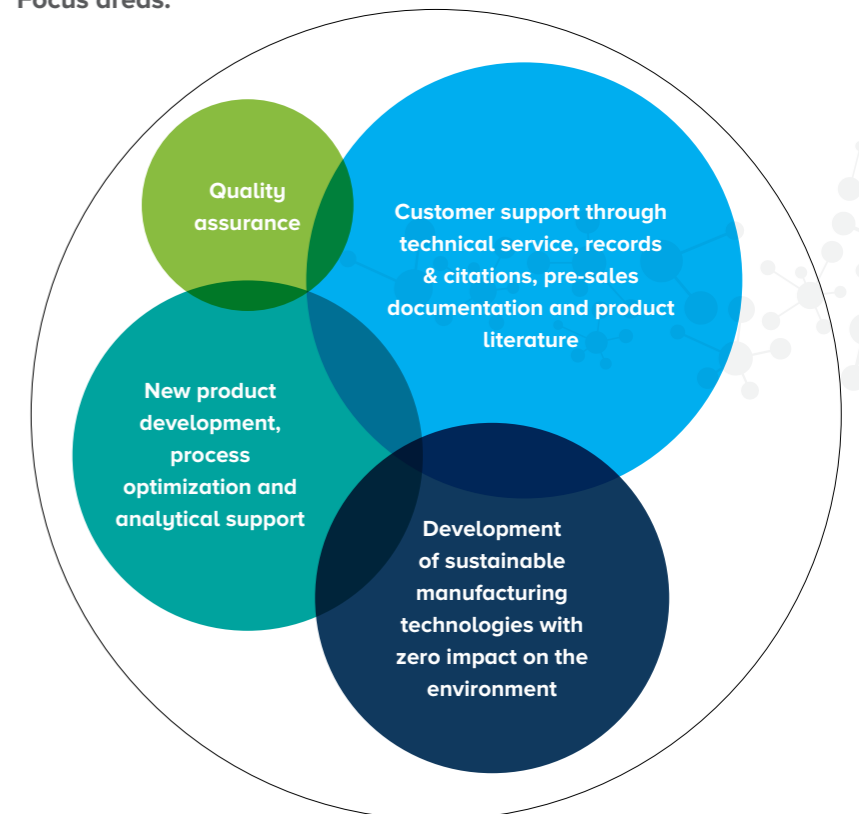 Focus areas:
Quality
assurance
Customer support through
technical service, records
& citations, pre-sales
documentation and product
literature
New product
development,
process
optimization and
analytical support
Development
of sustainable
manufacturing
technologies with
zero impact on the
environment